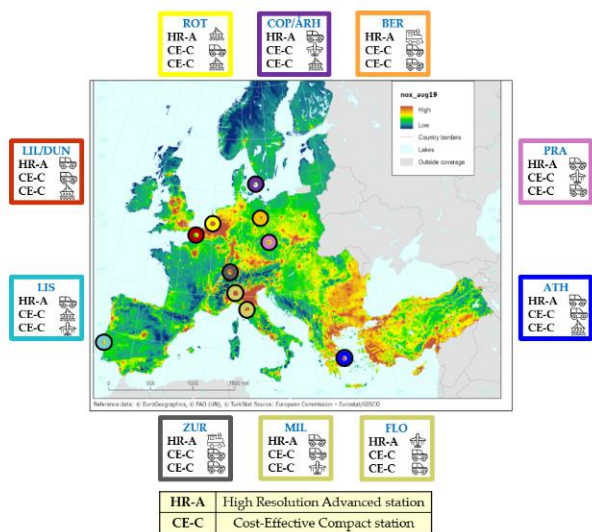 ROT
HR-A
CE-C
CE-C
COP/ARH
HR-A
CE-C
CE-C
BER
HR-A
CE-C
CE-C
nox_avg19
High
Low
Country borders
Lakes
Outside coverage
LIL/DUN
HR-A
CE-C
CE-C
PRA
HR-A
CE-C
CE-C
LIS
HR-A
CE-C
CE-C
ATH
HR-A
CE-C
CE-C
0 500 1000 1500 km
Reference data: © EuroGeographics, © FAO (UN), © TurkStat Source: European Commission – Eurostat/GISCO
ZUR
HR-A
CE-C
CE-C
MIL
HR-A
CE-C
CE-C
FLO
HR-A
CE-C
CE-C
HR-A High Resolution Advanced station
CE-C Cost-Effective Compact station